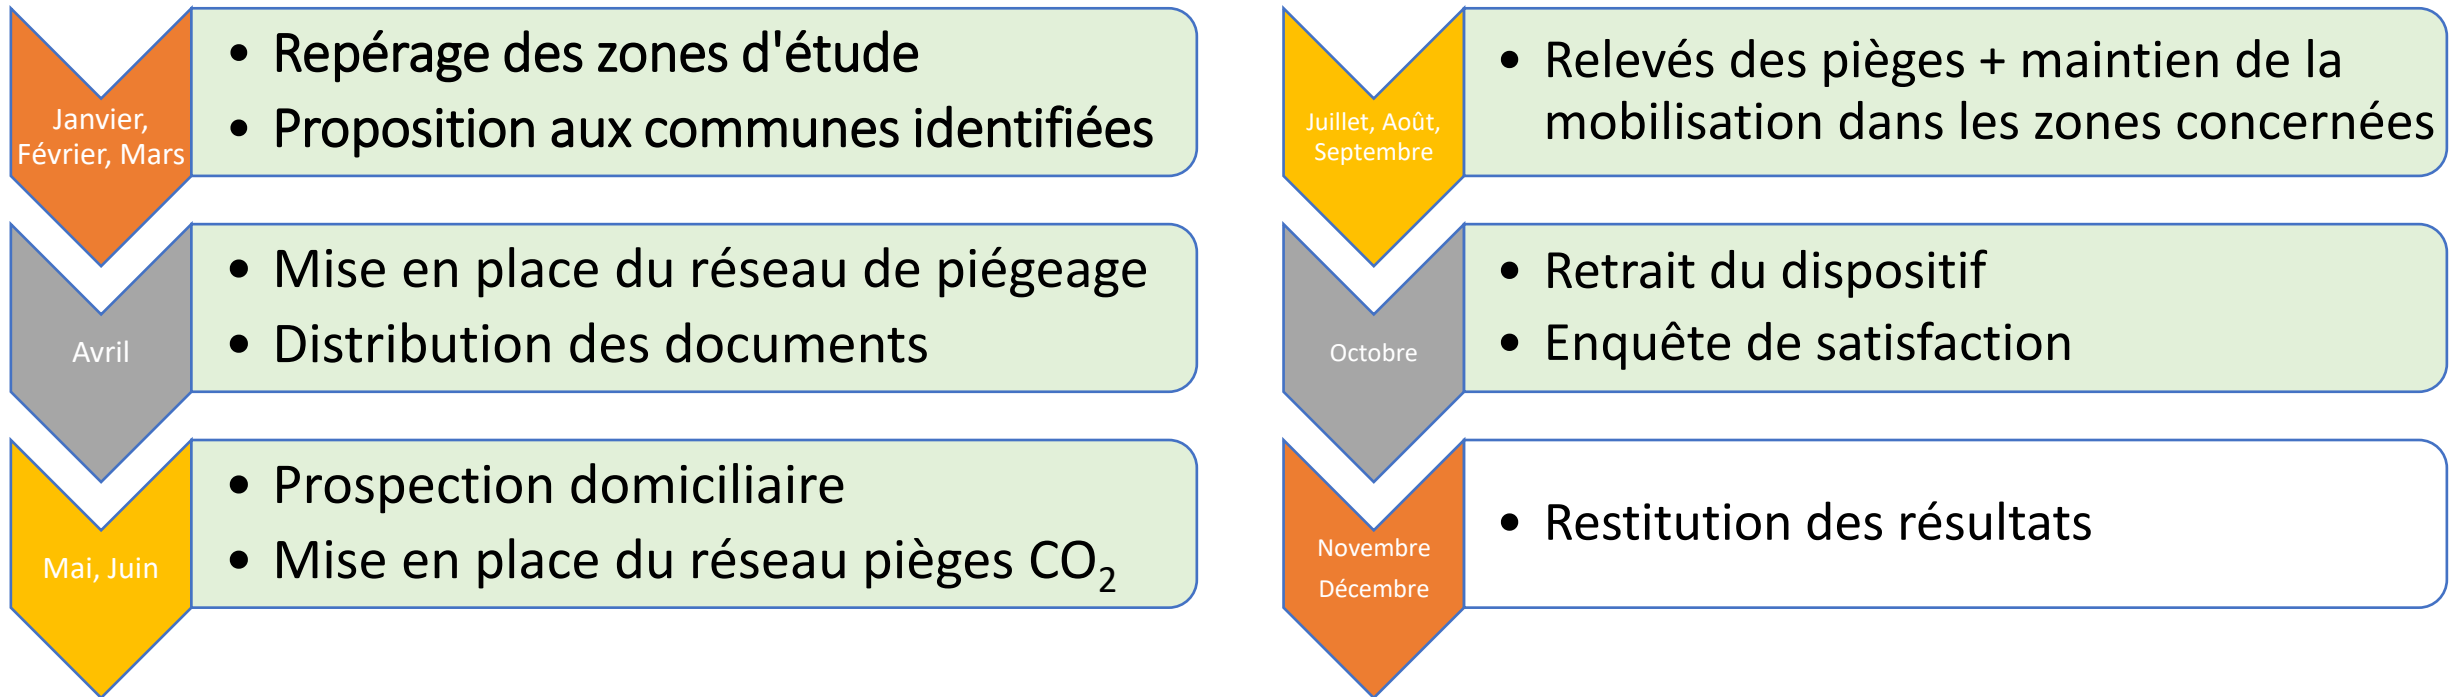 Janvier,
Février, Mars
• Repérage des zones d'étude
• Proposition aux communes identifiées
Avril
• Mise en place du réseau de piégeage
• Distribution des documents
Mai, Juin
• Prospection domiciliaire
• Mise en place du réseau pièges CO₂
Juillet, Août,
Septembre
• Relevés des pièges + maintien de la
mobilisation dans les zones concernées
Octobre
• Retrait du dispositif
• Enquête de satisfaction
Novembre
Décembre
• Restitution des résultats